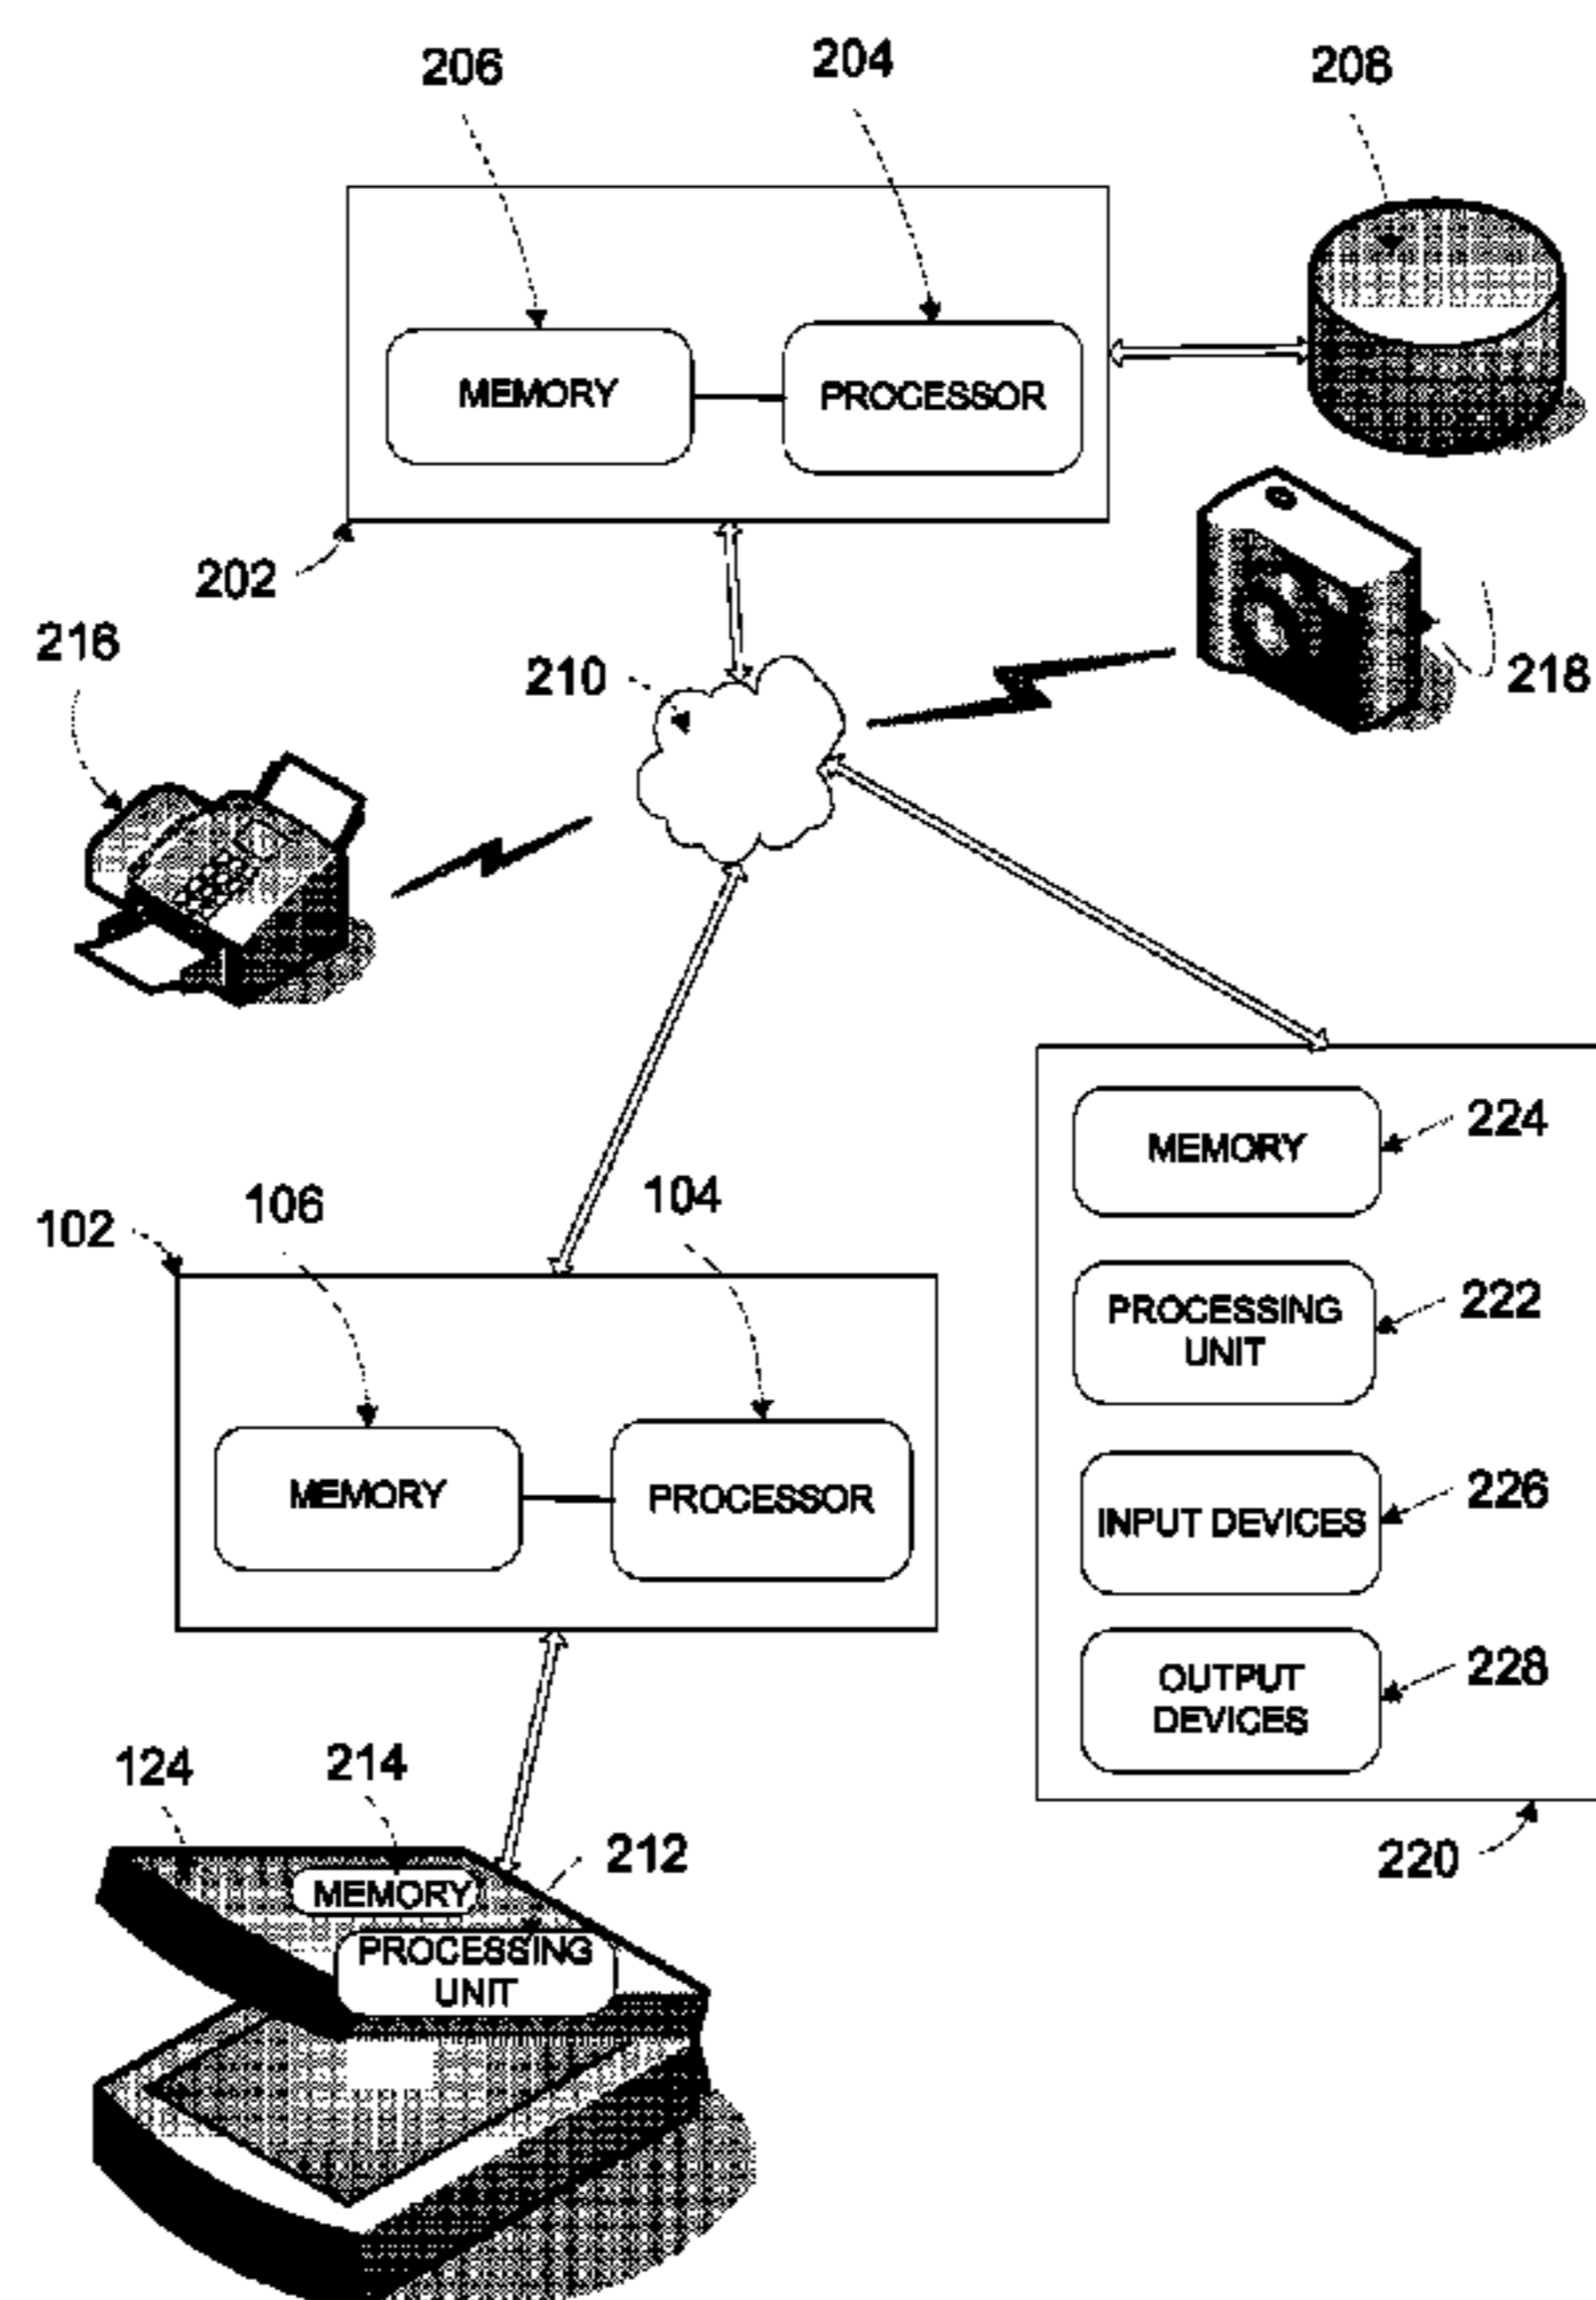 206
204
208
MEMORY
PROCESSOR
202
216
210
218
224
MEMORY
106
104
102
222
PROCESSING
UNIT
226
MEMORY
PROCESSOR
INPUT DEVICES
228
OUTPUT
DEVICES
124
214
212
220
MEMORY
PROCESSING
UNIT